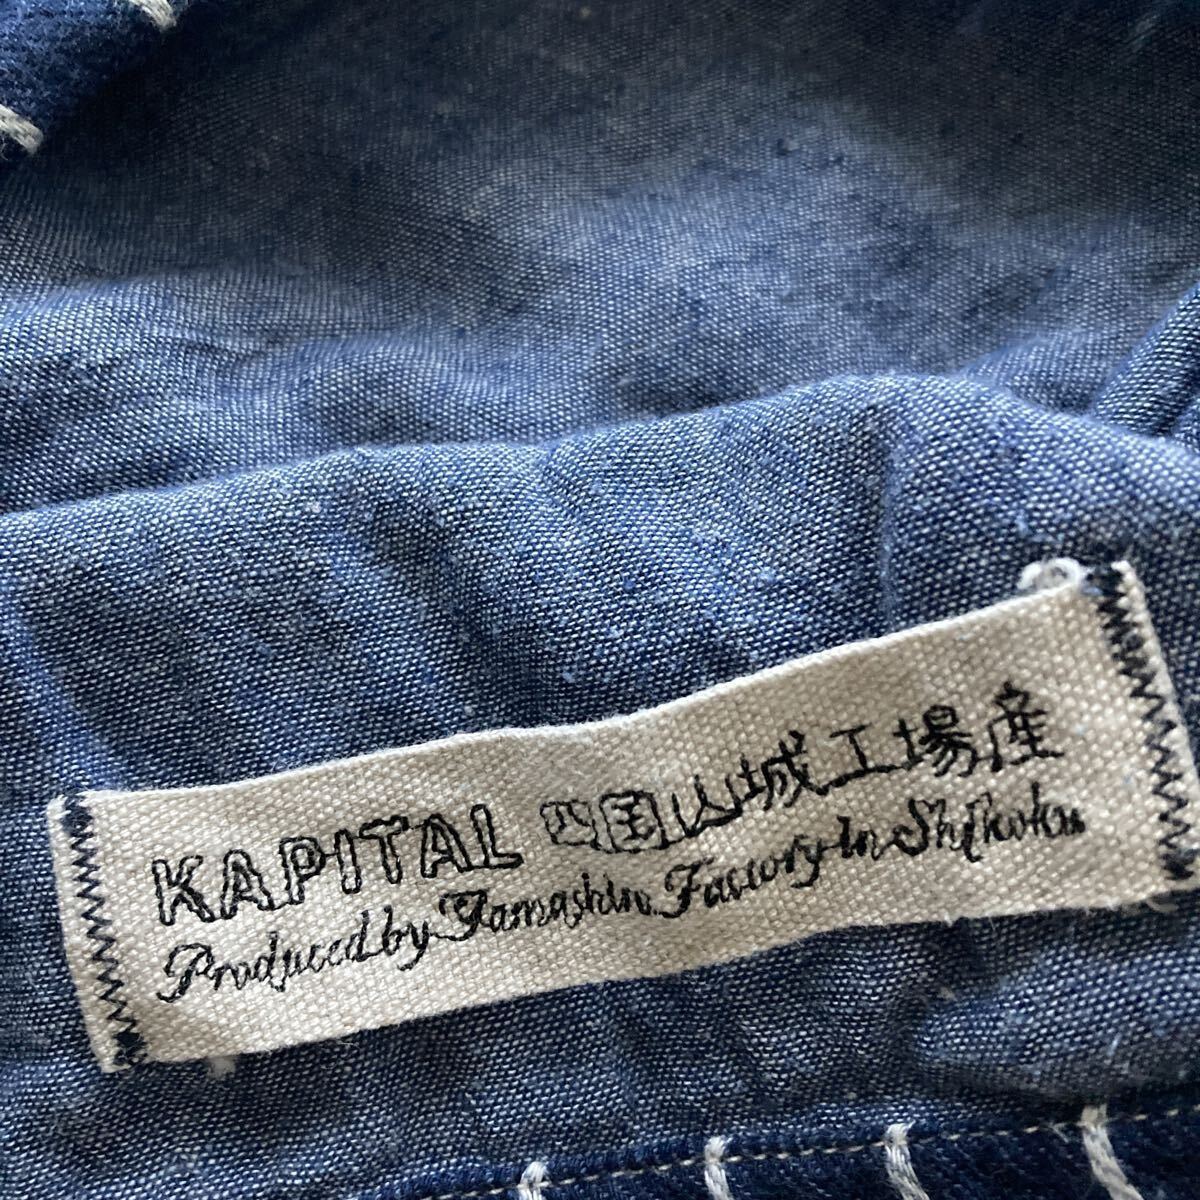 KAPITAL 四国山城工場産
Produced by Yamashiro Factory In Shikoku